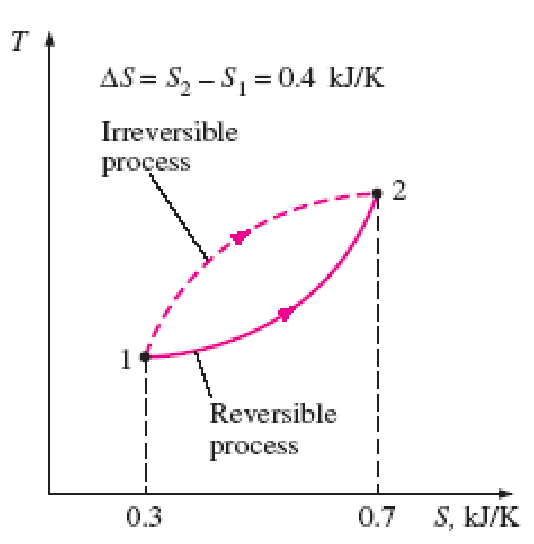 T
ΔS = S₂ – S₁ = 0.4 kJ/K
Irreversible
process
2
1
Reversible
process
0.3
0.7
S, kJ/K